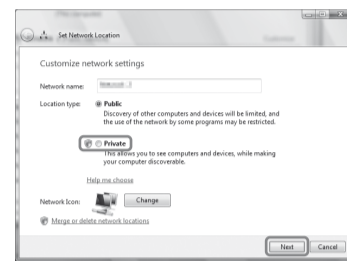 Set Network Location
Customize network settings
Network name:
Location type:
Public
Discovery of other computers and devices will be limited, and
the use of the network by some programs may be restricted.
Private
This allows you to see computers and devices, while making
your computer discoverable.
Help me choose
Network Icon:
Change
Merge or delete network locations
Next
Cancel